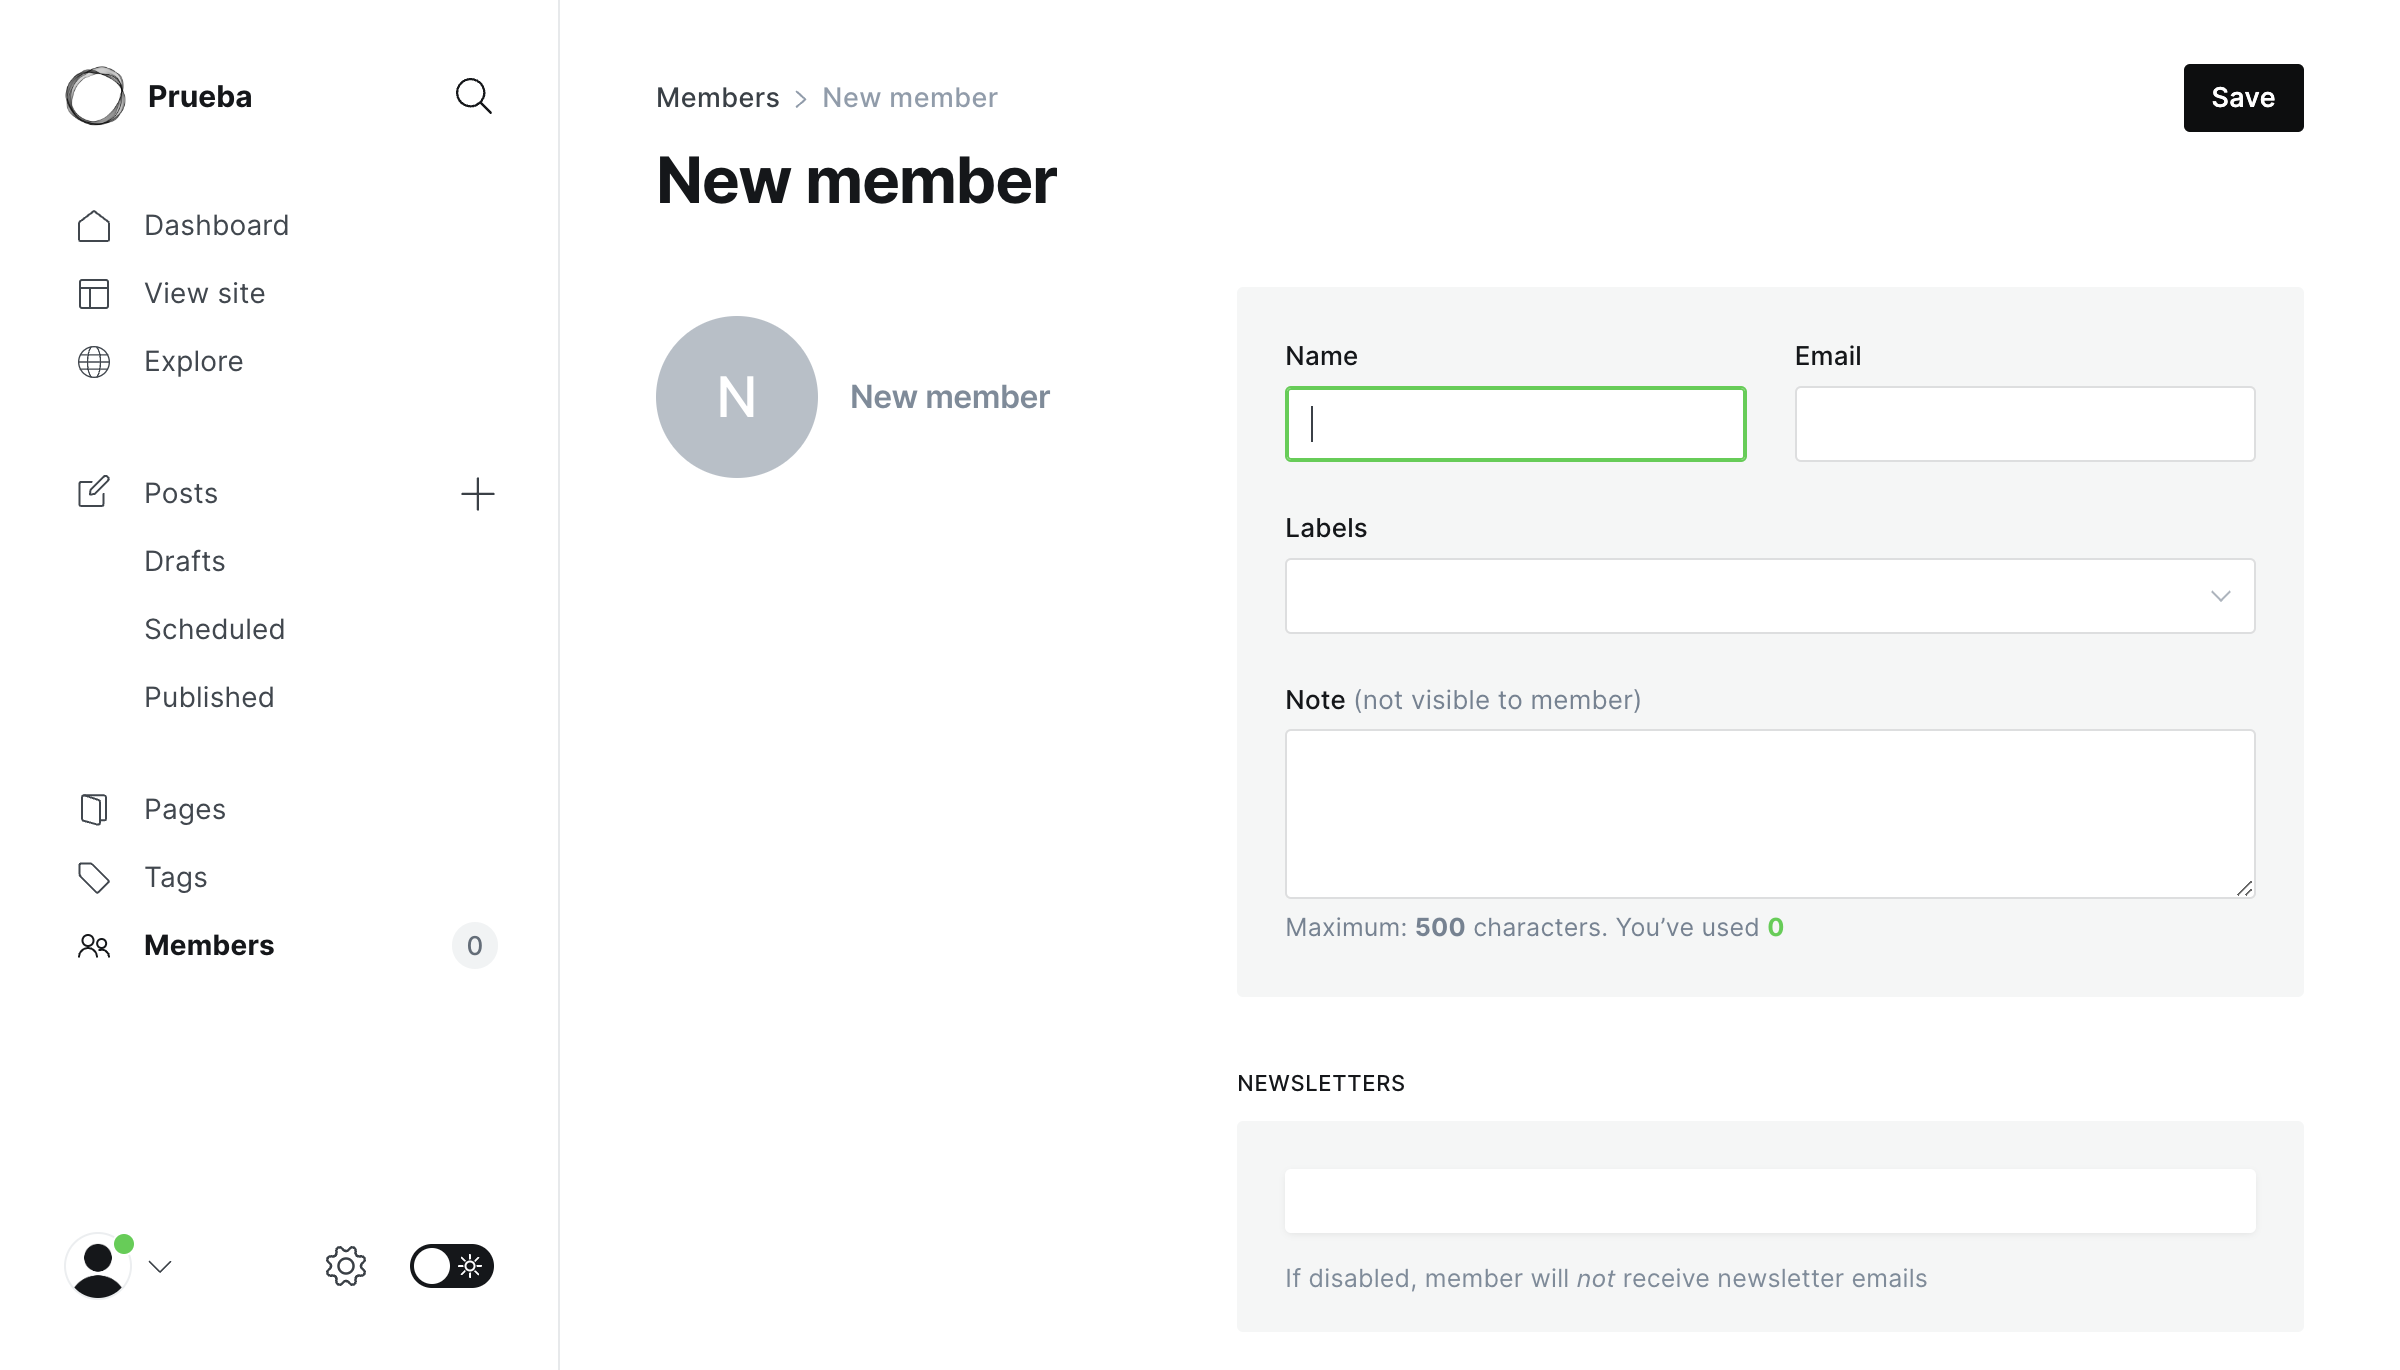 Prueba
Dashboard
View site
Explore
Posts
Drafts
Scheduled
Published
Pages
Tags
Members 0
Members > New member
Save
New member
N
New member
Name
Email
Labels
Note (not visible to member)
Maximum: 500 characters. You’ve used 0
NEWSLETTERS
If disabled, member will not receive newsletter emails